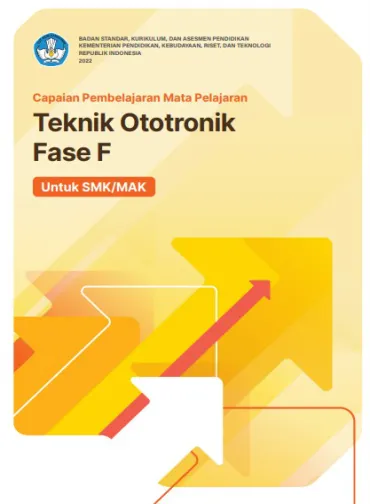 BADAN STANDAR, KURIKULUM, DAN ASESMEN PENDIDIKAN
KEMENTERIAN PENDIDIKAN, KEBUDAYAAN, RISET, DAN TEKNOLOGI
REPUBLIK INDONESIA
2022
Capaian Pembelajaran Mata Pelajaran
Teknik Ototronik
Fase F
Untuk SMK/MAK